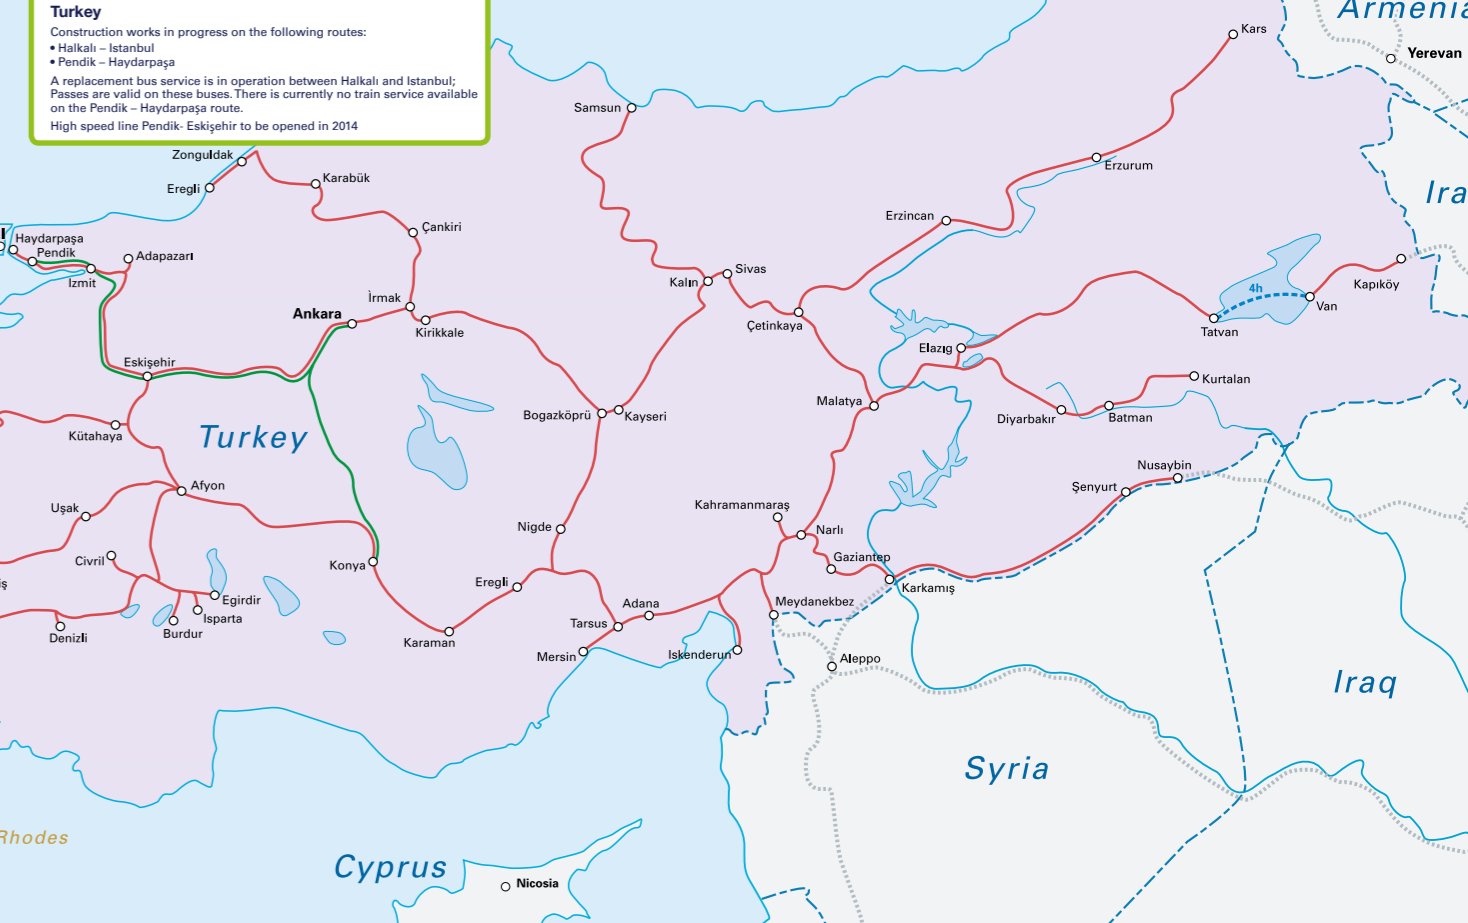 Turkey
Construction works in progress on the following routes:
• Halkalı – Istanbul
• Pendik – Haydarpaşa
A replacement bus service is in operation between Halkalı and Istanbul;
Passes are valid on these buses. There is currently no train service available
on the Pendik – Haydarpaşa route.
High speed line Pendik- Eskişehir to be opened in 2014
Armenia
Kars
Yerevan
Samsun
Zonguldak
Erzurum
Karabük
Eregli
Ira
Erzincan
Çankiri
Haydarpaşa
Pendik
Adapazarı
Izmit
Sivas
Kalın
Kapıköy
4h
İrmak
Van
Ankara
Kirikkale
Çetinkaya
Tatvan
Elazıg
Eskişehir
Kurtalan
Malatya
Bogazköprü
Kayseri
Diyarbakır
Batman
Kütahaya
Turkey
Nusaybin
Afyon
Şenyurt
Uşak
Kahramanmaraş
Nigde
Narlı
Civril
Gaziantep
Konya
Eregli
iş
Karkamış
Egirdir
Adana
Meydanekbez
Isparta
Tarsus
Burdur
Denizli
Karaman
Mersin
Iskenderun
Aleppo
Iraq
Syria
Rhodes
Cyprus
Nicosia